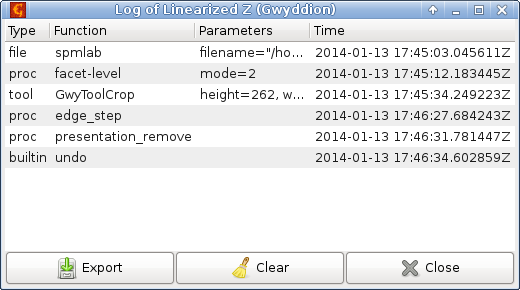 Log of Linearized Z (Gwyddion)
Type Function Parameters Time
file spmlab filename="/ho... 2014-01-13 17:45:03.045611Z
proc facet-level mode=2 2014-01-13 17:45:12.183445Z
tool GwyToolCrop height=262, w... 2014-01-13 17:45:34.249223Z
proc edge_step 2014-01-13 17:46:27.684243Z
proc presentation_remove 2014-01-13 17:46:31.781447Z
builtin undo 2014-01-13 17:46:34.602859Z
Export Clear Close